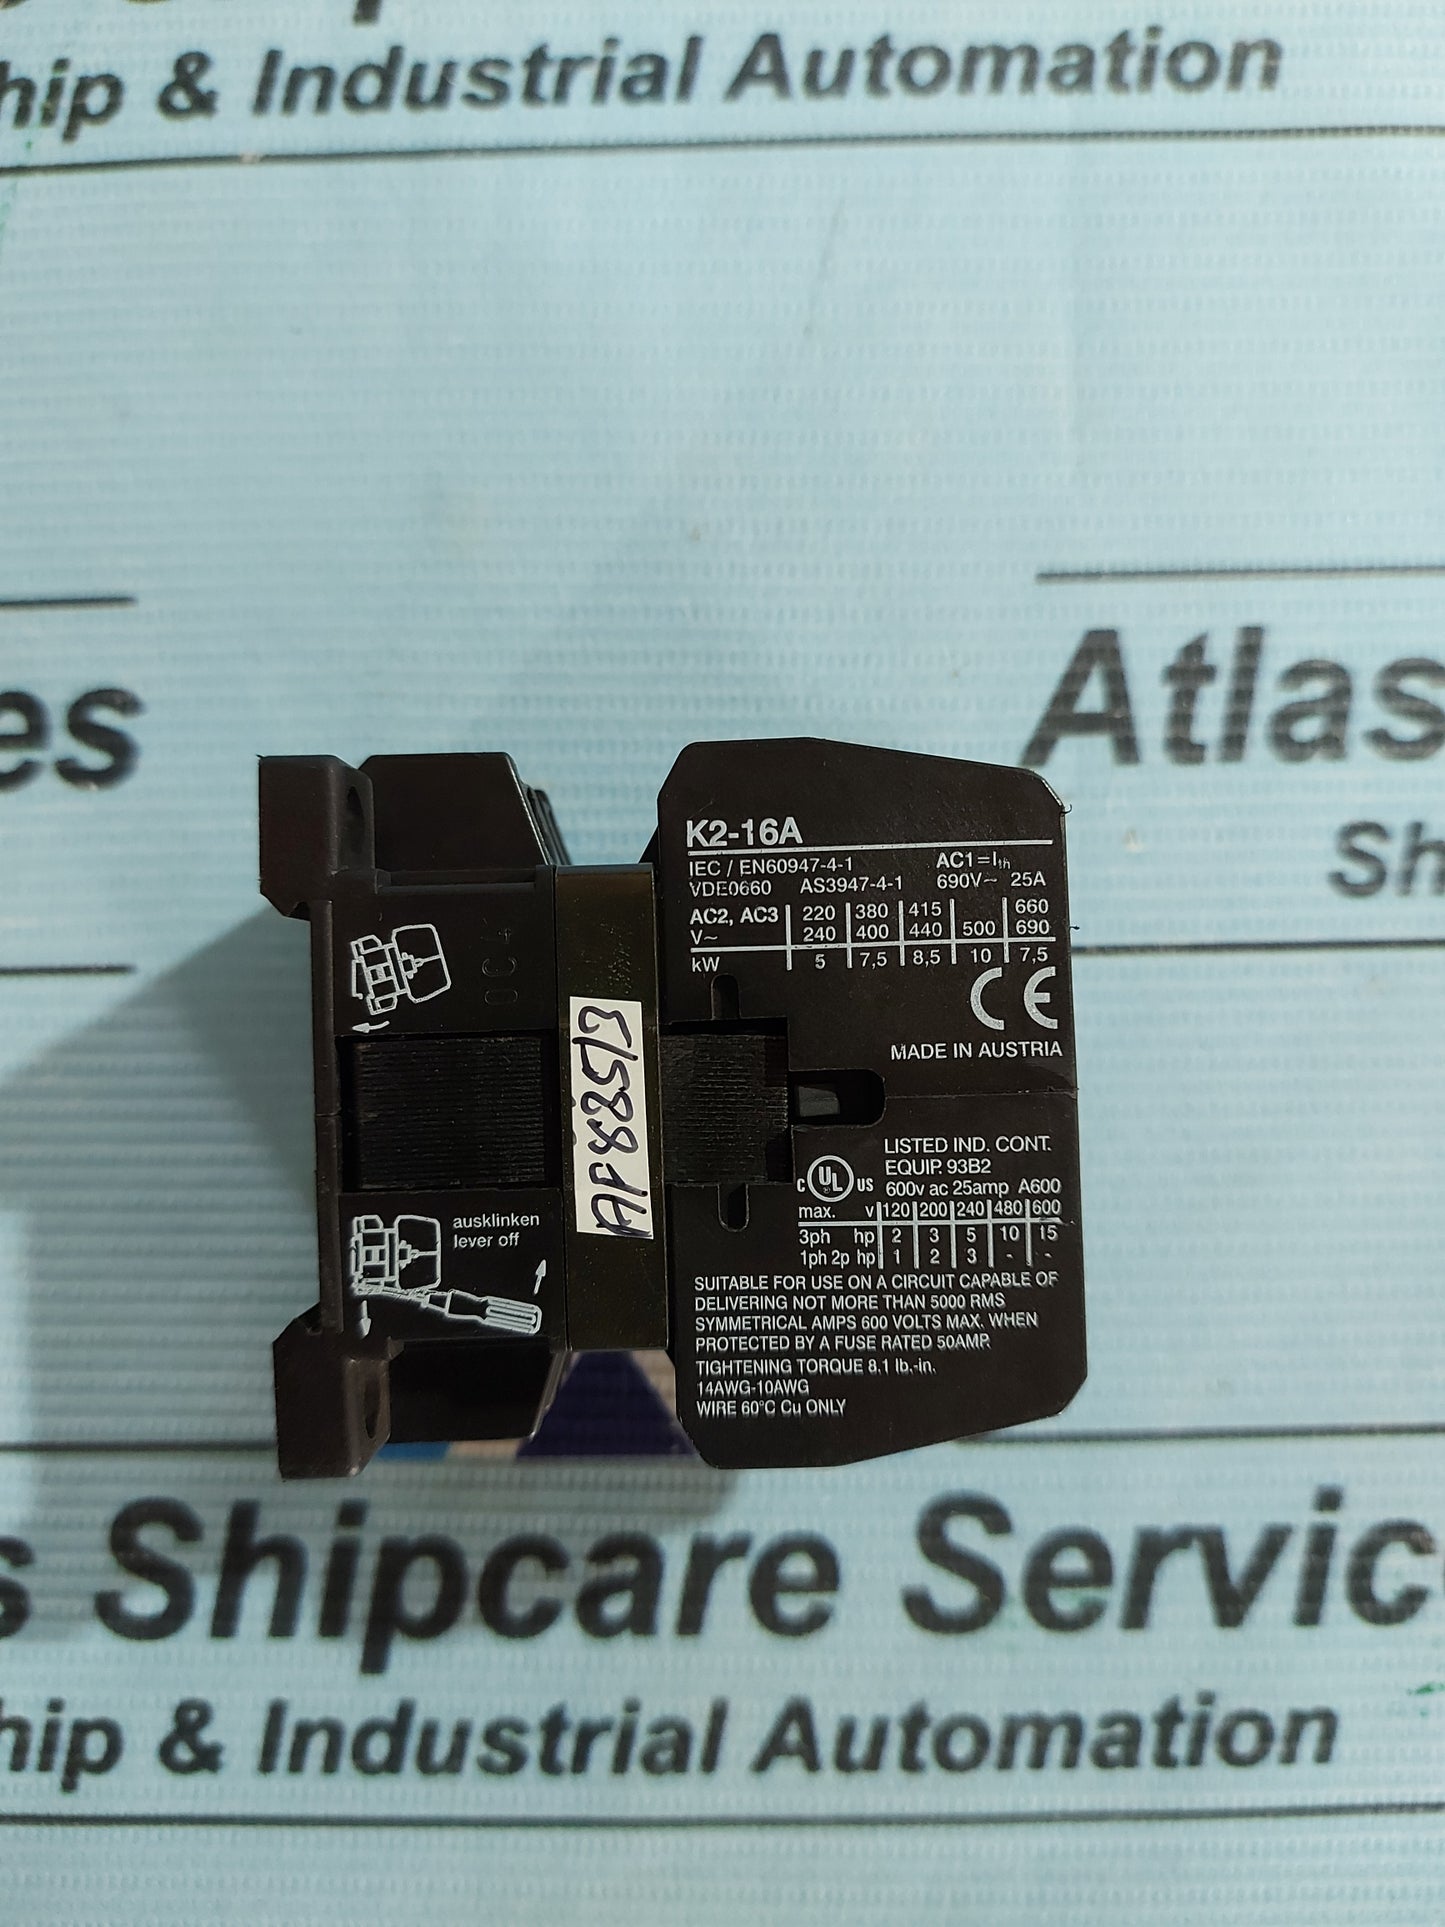 hip & Industrial Automation
es
Atlas
Sh
K2-16A
IEC / EN60947-4-1 AC1=Ith
VDE0660 AS3947-4-1 690V~ 25A
AC2, AC3 220 380 415 660
V~ 240 400 440 500 690
kW 5 7,5 8,5 10 7,5
CE
MADE IN AUSTRIA
AF885/3
LISTED IND. CONT.
EQUIP. 93B2
C UL US 600v ac 25amp A600
max. v 120 200 240 480 600
3ph hp 2 3 5 10 15
1ph 2p hp 1 2 3 - -
SUITABLE FOR USE ON A CIRCUIT CAPABLE OF
DELIVERING NOT MORE THAN 5000 RMS
SYMMETRICAL AMPS 600 VOLTS MAX. WHEN
PROTECTED BY A FUSE RATED 50AMP.
TIGHTENING TORQUE 8.1 lb.-in.
14AWG-10AWG
WIRE 60°C Cu ONLY
ausklinken
lever off
s Shipcare Servic
hip & Industrial Automation